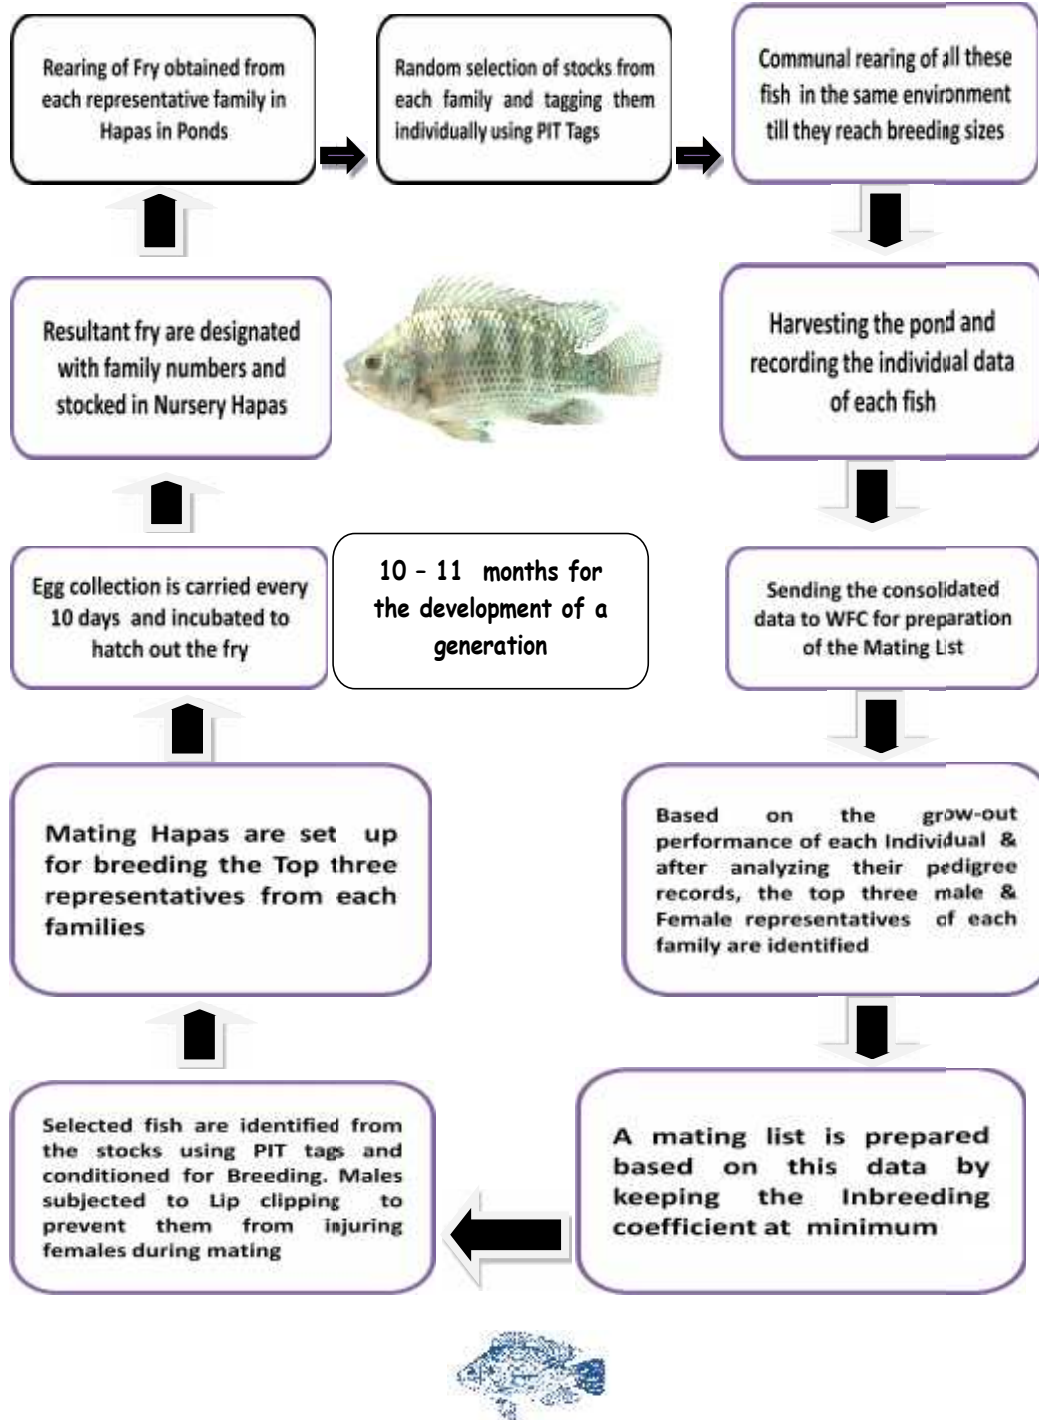 Rearing of Fry obtained from
each representative family in
Hapas in Ponds
Random selection of stocks from
each family and tagging them
individually using PIT Tags
Communal rearing of all these
fish in the same environment
till they reach breeding sizes
Harvesting the pond and
recording the individual data
of each fish
Sending the consolidated
data to WFC for preparation
of the Mating List
Based on the grow-out
performance of each Individual &
after analyzing their pedigree
records, the top three male &
Female representatives of each
family are identified
A mating list is prepared
based on this data by
keeping the Inbreeding
coefficient at minimum
Selected fish are identified from
the stocks using PIT tags and
conditioned for Breeding. Males
subjected to Lip clipping to
prevent them from injuring
females during mating
Mating Hapas are set up
for breeding the Top three
representatives from each
families
Egg collection is carried every
10 days and incubated to
hatch out the fry
Resultant fry are designated
with family numbers and
stocked in Nursery Hapas
10 – 11 months for
the development of a
generation